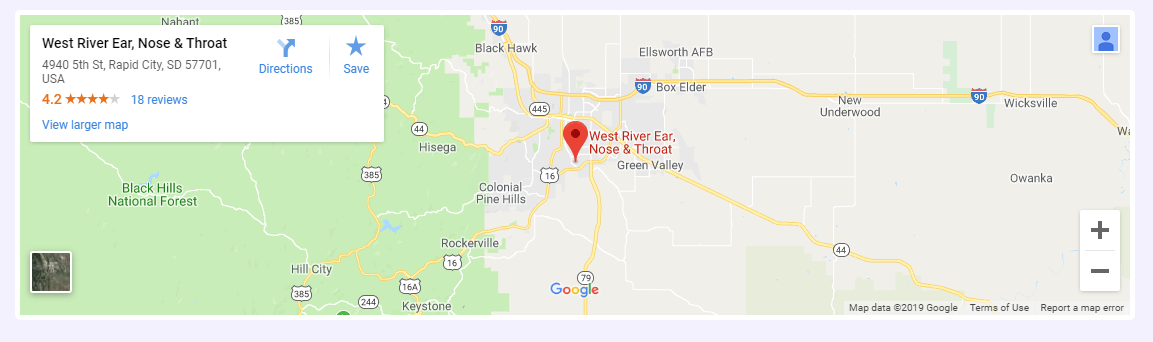 Nahant
385
90
West River Ear, Nose & Throat
4940 5th St, Rapid City, SD 57701,
USA
4.2
18 reviews
View larger map
Directions
Save
Black Hawk
Ellsworth AFB
90
Box Elder
90
New
Underwood
Wicksville
445
44
Hisega
West River Ear,
Nose & Throat
Green Valley
16
385
Owanka
Black Hills
National Forest
Colonial
Pine Hills
Rockerville
16
44
Hill City
79
385
16A
244
Keystone
Google
Map data ©2019 Google
Terms of Use
Report a map error